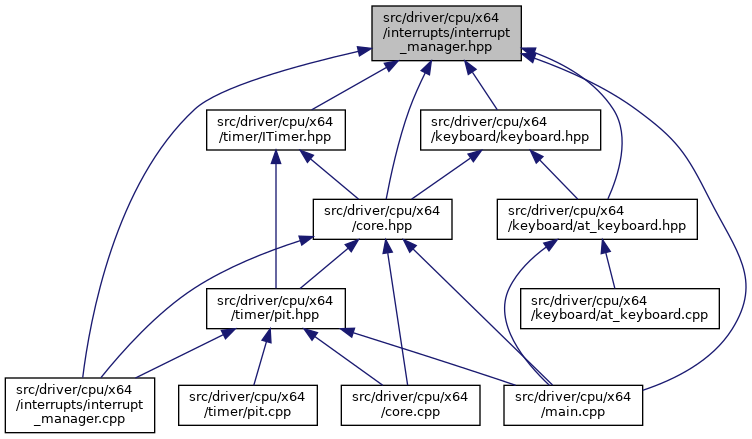 src/driver/cpu/x64
/interrupts/interrupt
_manager.hpp
src/driver/cpu/x64
/timer/ITimer.hpp
src/driver/cpu/x64
/keyboard/keyboard.hpp
src/driver/cpu/x64
/core.hpp
src/driver/cpu/x64
/keyboard/at_keyboard.hpp
src/driver/cpu/x64
/timer/pit.hpp
src/driver/cpu/x64
/keyboard/at_keyboard.cpp
src/driver/cpu/x64
/interrupts/interrupt
_manager.cpp
src/driver/cpu/x64
/timer/pit.cpp
src/driver/cpu/x64
/core.cpp
src/driver/cpu/x64
/main.cpp